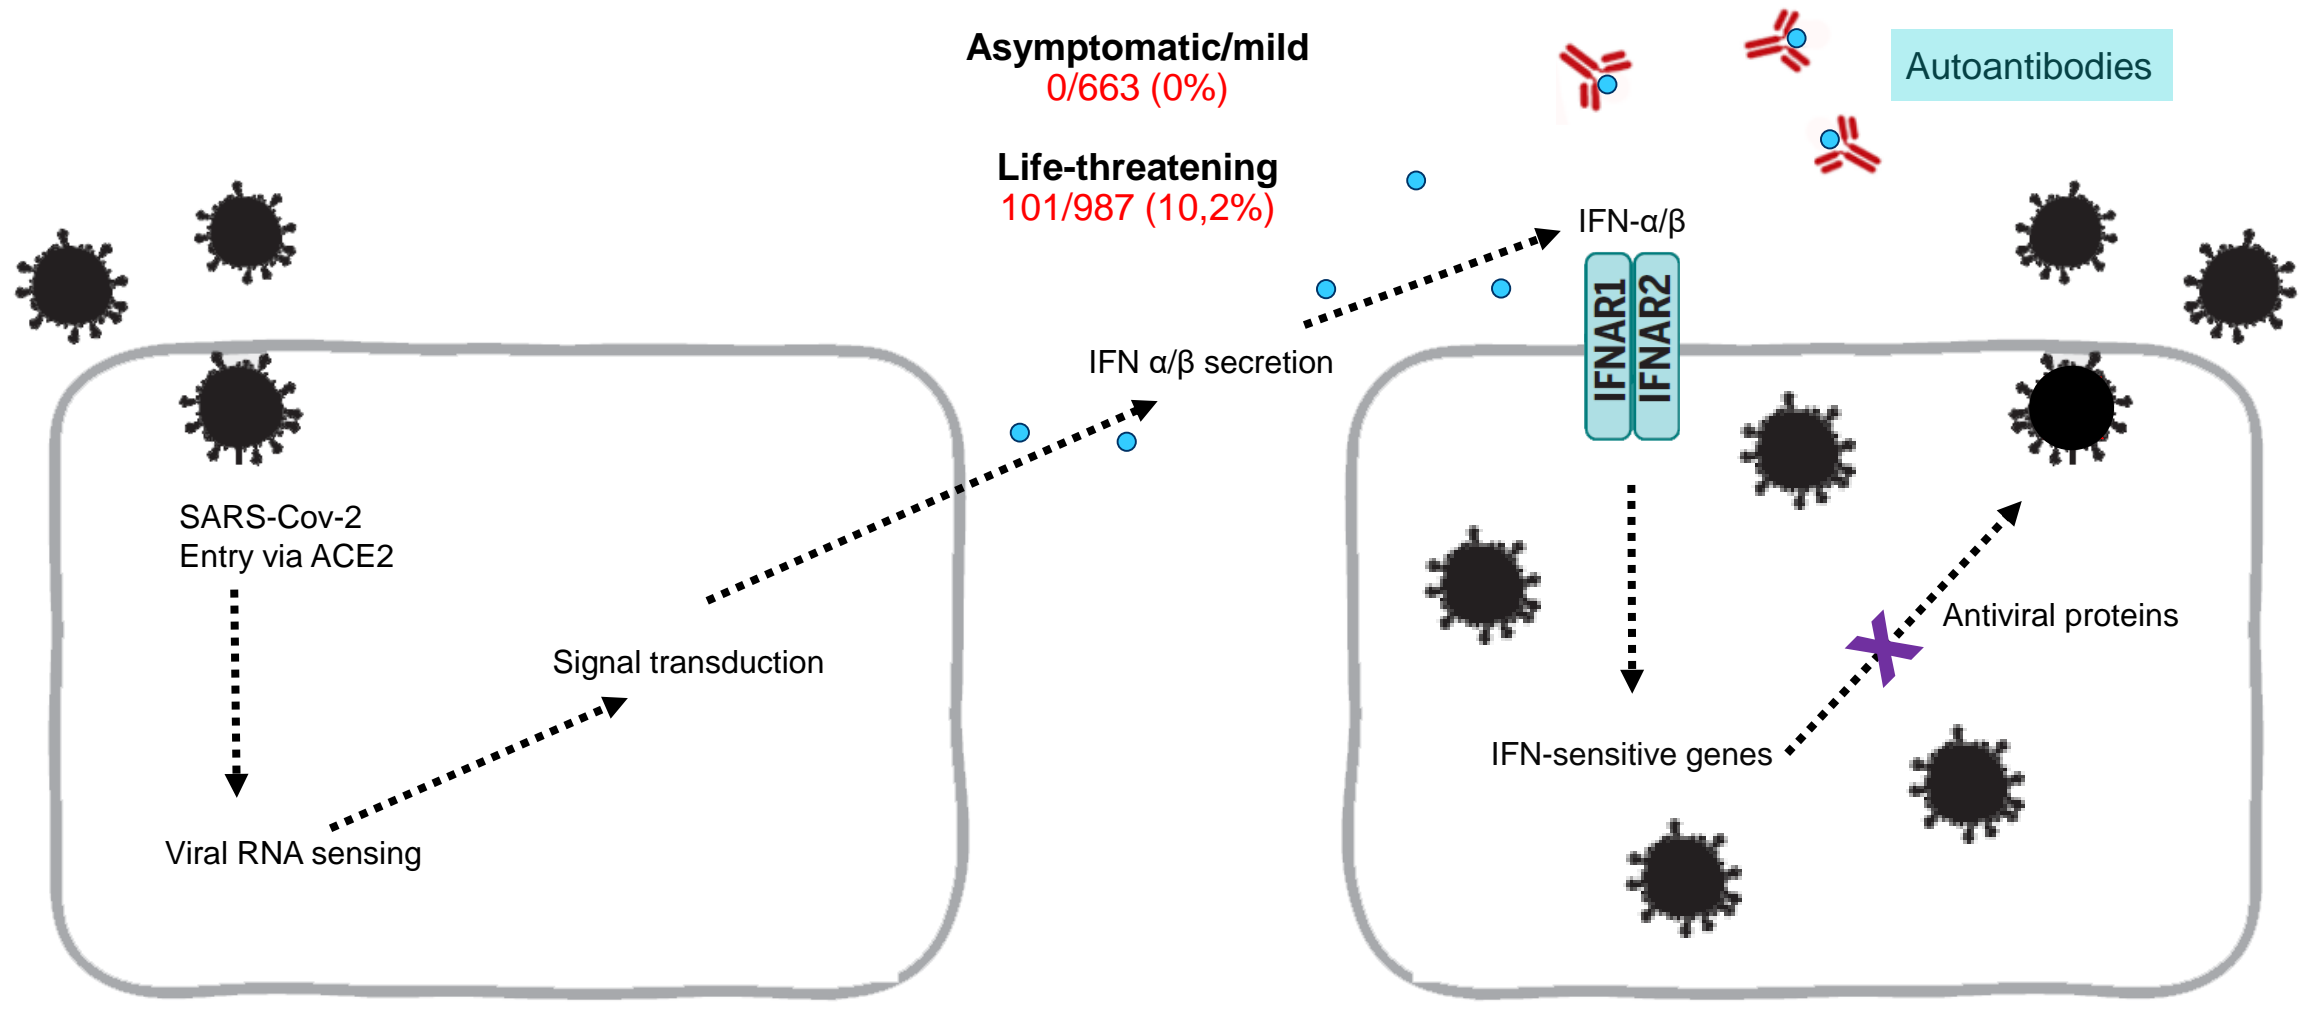 Asymptomatic/mild
0/663 (0%)
Life-threatening
101/987 (10,2%)
Autoantibodies
IFN-α/β
IFNAR1
IFNAR2
IFN α/β secretion
SARS-Cov-2
Entry via ACE2
Signal transduction
Viral RNA sensing
Antiviral proteins
IFN-sensitive genes